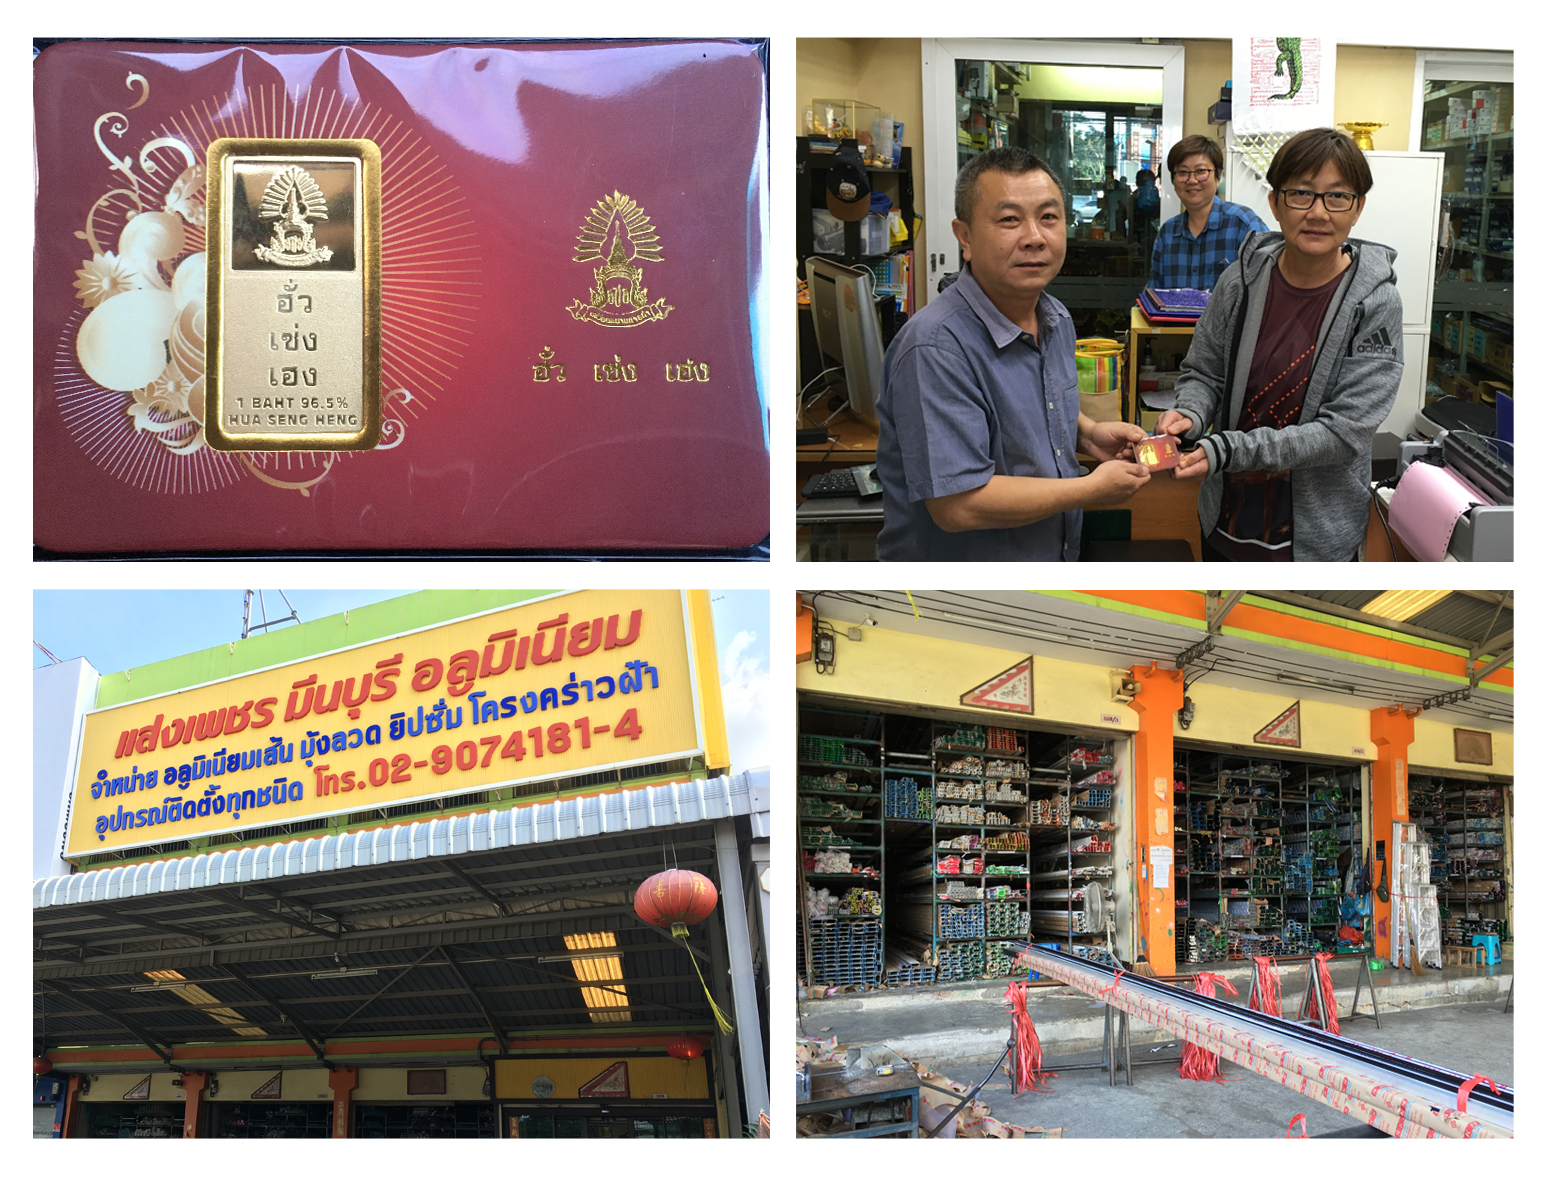 ฮั่ว
เซ่ง
เฮง
1 BAHT 96.5%
HUA SENG HENG
ฮั่ว เซ่ง เฮง
adidas
แสงเพชร มีนบุรี อลูมิเนียม
จำหน่าย อลูมิเนียมเส้น มุ้งลวด ยิปซั่ม โครงคร่าวฝ้า
อุปกรณ์ติดตั้งทุกชนิด โทร.02-9074181-4